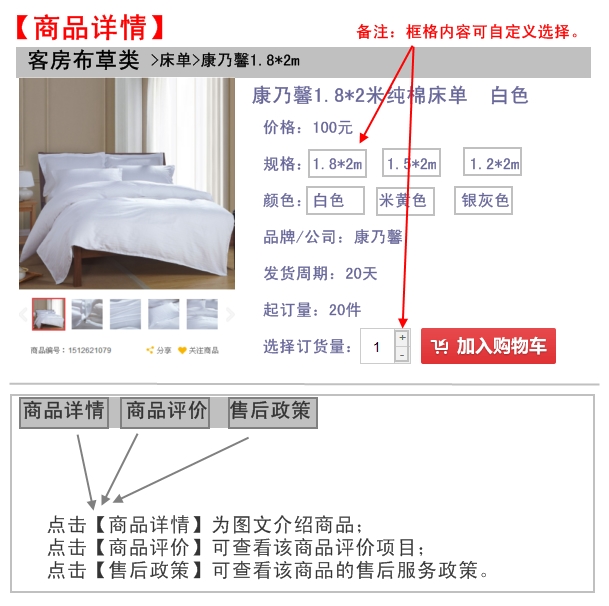 【商品详情】
备注：框格内容可自定义选择。
客房布草类 >床单>康乃馨1.8*2m
康乃馨1.8*2米纯棉床单 白色
价格：100元
规格：1.8*2m 1.5*2m 1.2*2m
颜色：白色 米黄色 银灰色
品牌/公司：康乃馨
发货周期：20天
起订量：20件
选择订货量： 1 + - 加入购物车
商品编号：1512621079 分享 关注商品
商品详情 商品评价 售后政策
点击【商品详情】为图文介绍商品；
点击【商品评价】可查看该商品评价项目；
点击【售后政策】可查看该商品的售后服务政策。